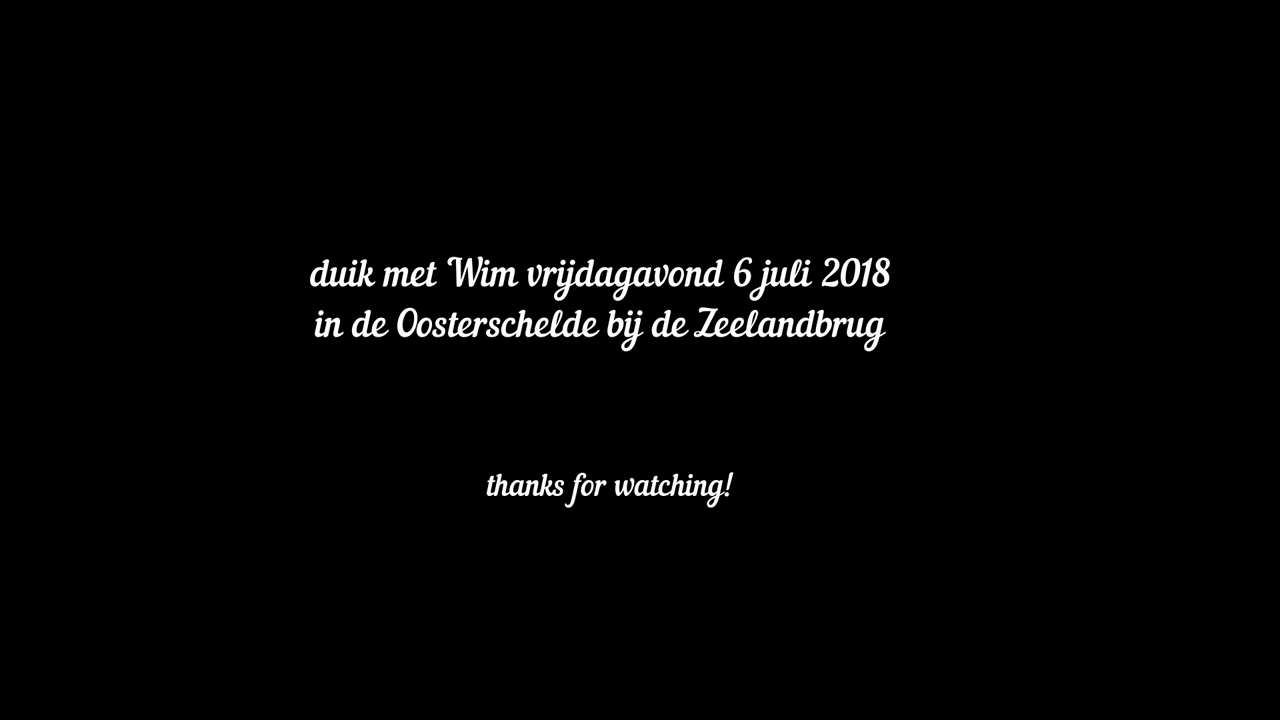 duik met Wim vrijdagavond 6 juli 2018
in de Oosterschelde bij de Zeelandbrug
thanks for watching!